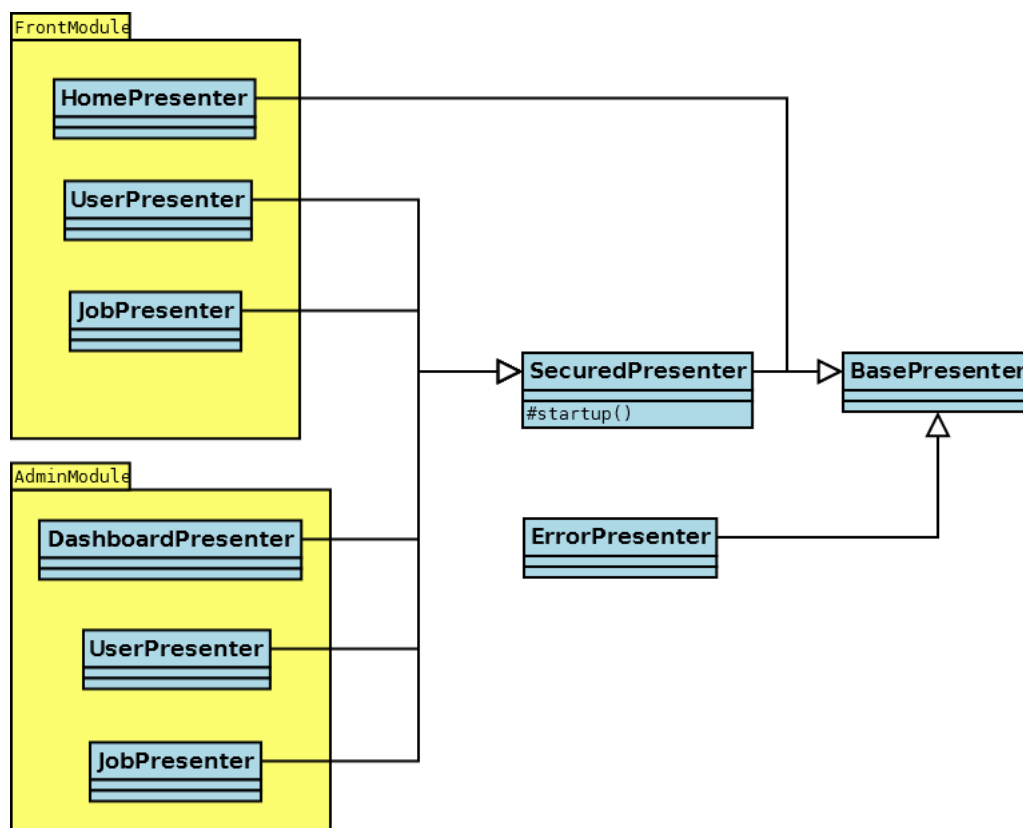 FrontModule
HomePresenter
UserPresenter
JobPresenter
SecuredPresenter
#startup()
BasePresenter
AdminModule
DashboardPresenter
ErrorPresenter
UserPresenter
JobPresenter